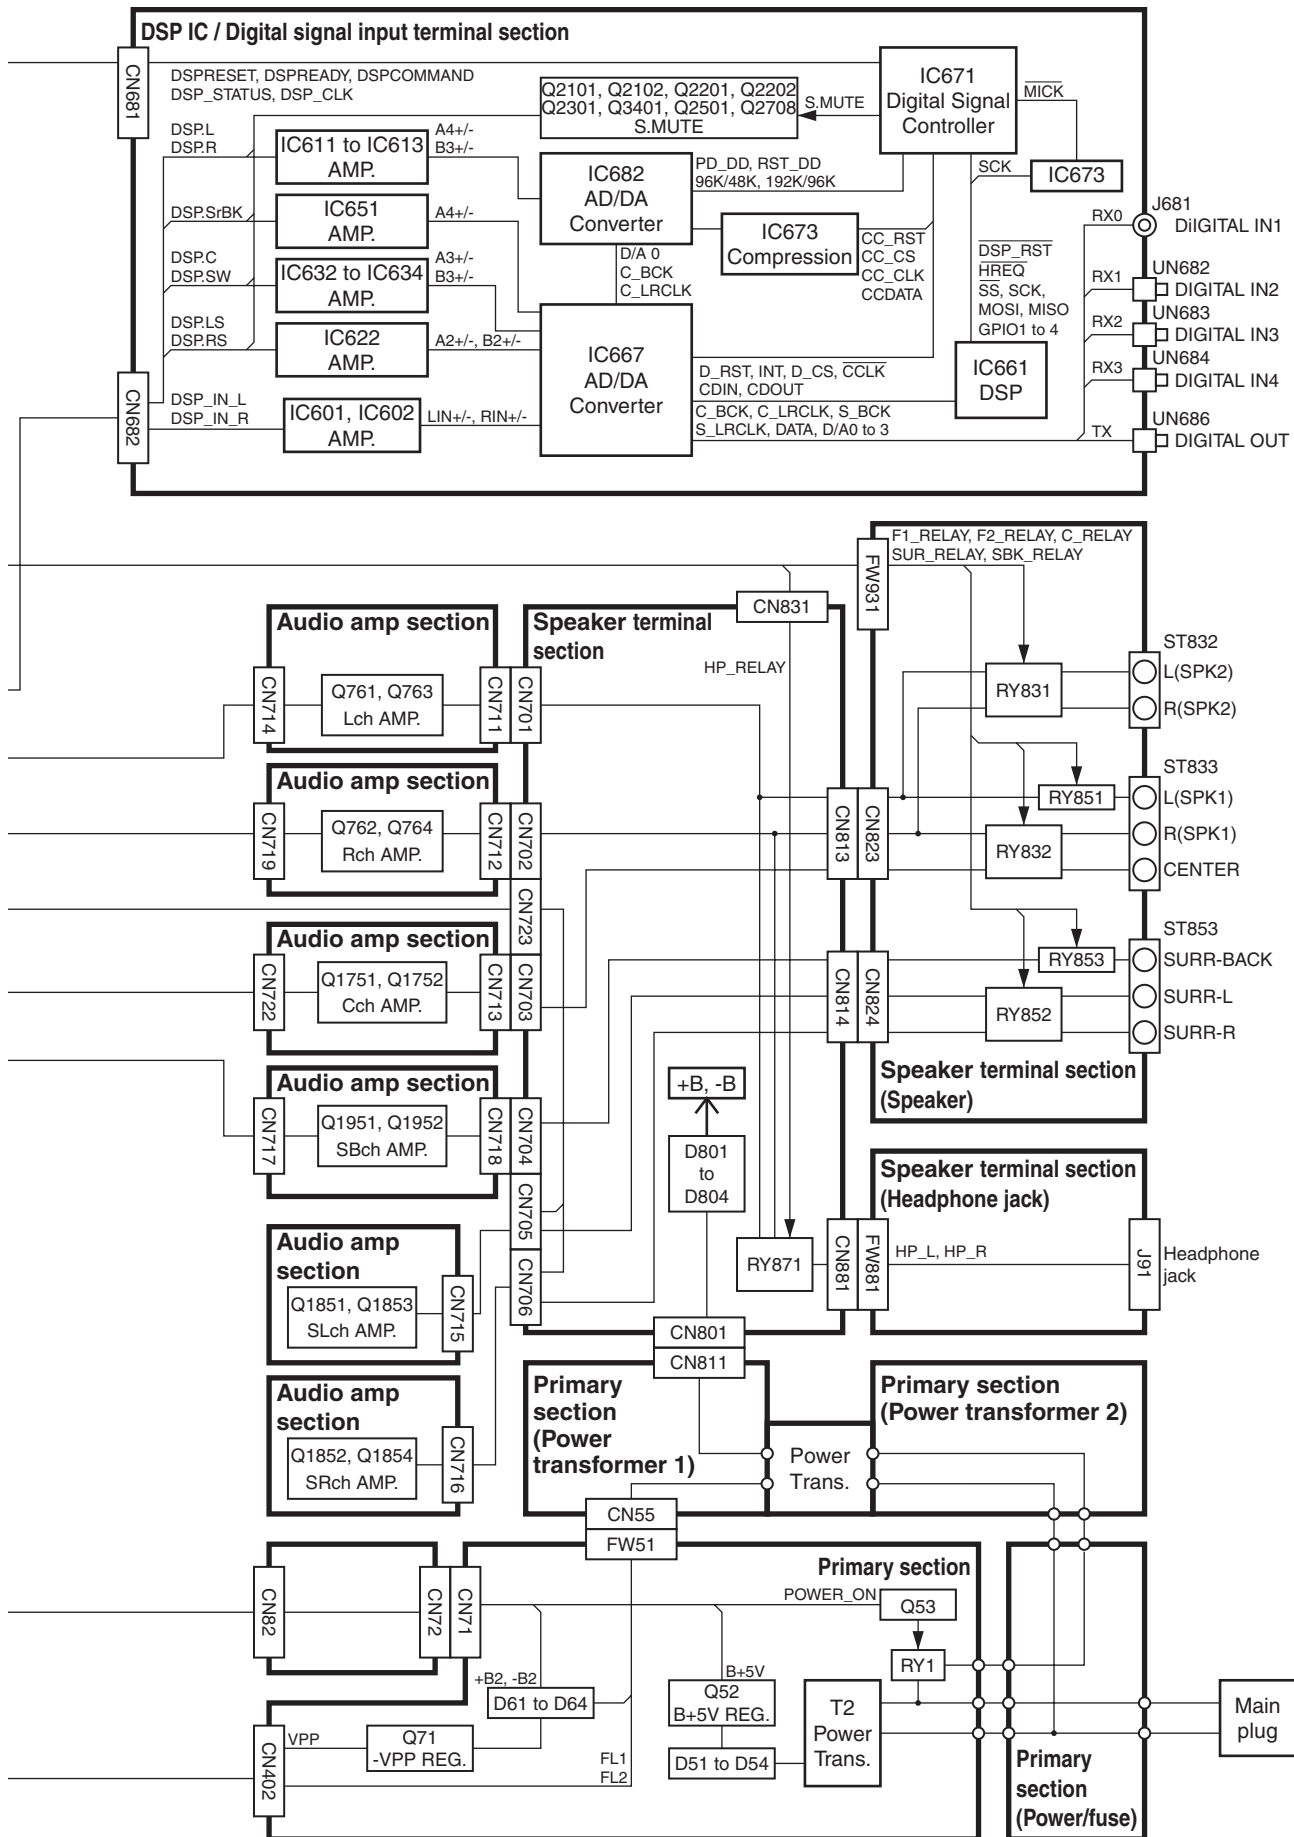 DSP IC / Digital signal input terminal section
CN681
DSPRESET, DSPREADY, DSPCOMMAND
DSP_STATUS, DSP_CLK
Q2101, Q2102, Q2201, Q2202
Q2301, Q3401, Q2501, Q2708
S.MUTE
S.MUTE
IC671
Digital Signal
Controller
MICK
DSP.L
DSP.R
IC611 to IC613
AMP.
A4+/-
B3+/-
IC682
AD/DA
Converter
PD_DD, RST_DD
96K/48K, 192K/96K
SCK
IC673
DSP.SrBK
IC651
AMP.
A4+/-
IC673
Compression
CC_RST
CC_CS
CC_CLK
CCDATA
RX0
J681
DiIGITAL IN1
DSP.C
DSP.SW
IC632 to IC634
AMP.
A3+/-
B3+/-
D/A 0
C_BCK
C_LRCLK
DSP_RST
HREQ
SS, SCK,
MOSI, MISO
GPIO1 to 4
RX1
UN682
DIGITAL IN2
DSP.LS
DSP.RS
IC622
AMP.
A2+/-, B2+/-
IC667
AD/DA
Converter
RX2
UN683
DIGITAL IN3
D_RST, INT, D_CS, CCLK
CDIN, CDOUT
IC661
DSP
RX3
UN684
DIGITAL IN4
CN682
DSP_IN_L
DSP_IN_R
IC601, IC602
AMP.
LIN+/-, RIN+/-
C_BCK, C_LRCLK, S_BCK
S_LRCLK, DATA, D/A0 to 3
TX
UN686
DIGITAL OUT
F1_RELAY, F2_RELAY, C_RELAY
SUR_RELAY, SBK_RELAY
FW931
CN831
HP_RELAY
Audio amp section
CN714
Q761, Q763
Lch AMP.
CN711
Speaker terminal
section
CN701
RY831
ST832
L(SPK2)
R(SPK2)
Audio amp section
CN719
Q762, Q764
Rch AMP.
CN712
CN702
CN723
CN813
CN823
RY851
RY832
ST833
L(SPK1)
R(SPK1)
CENTER
Audio amp section
CN722
Q1751, Q1752
Cch AMP.
CN713
CN703
CN814
CN824
RY853
RY852
ST853
SURR-BACK
SURR-L
SURR-R
Speaker terminal section
(Speaker)
Audio amp section
CN717
Q1951, Q1952
SBch AMP.
CN718
CN704
CN705
CN706
+B, -B
D801
to
D804
Speaker terminal section
(Headphone jack)
RY871
CN881
FW881
HP_L, HP_R
J91
Headphone
jack
Audio amp
section
Q1851, Q1853
SLch AMP.
CN715
CN801
CN811
Audio amp
section
Q1852, Q1854
SRch AMP.
CN716
Primary
section
(Power
transformer 1)
Power
Trans.
Primary section
(Power transformer 2)
CN55
FW51
CN82
CN72
CN71
Primary section
POWER_ON
Q53
RY1
+B2, -B2
D61 to D64
B+5V
Q52
B+5V REG.
D51 to D54
T2
Power
Trans.
Main
plug
CN402
VPP
Q71
-VPP REG.
FL1
FL2
Primary
section
(Power/fuse)